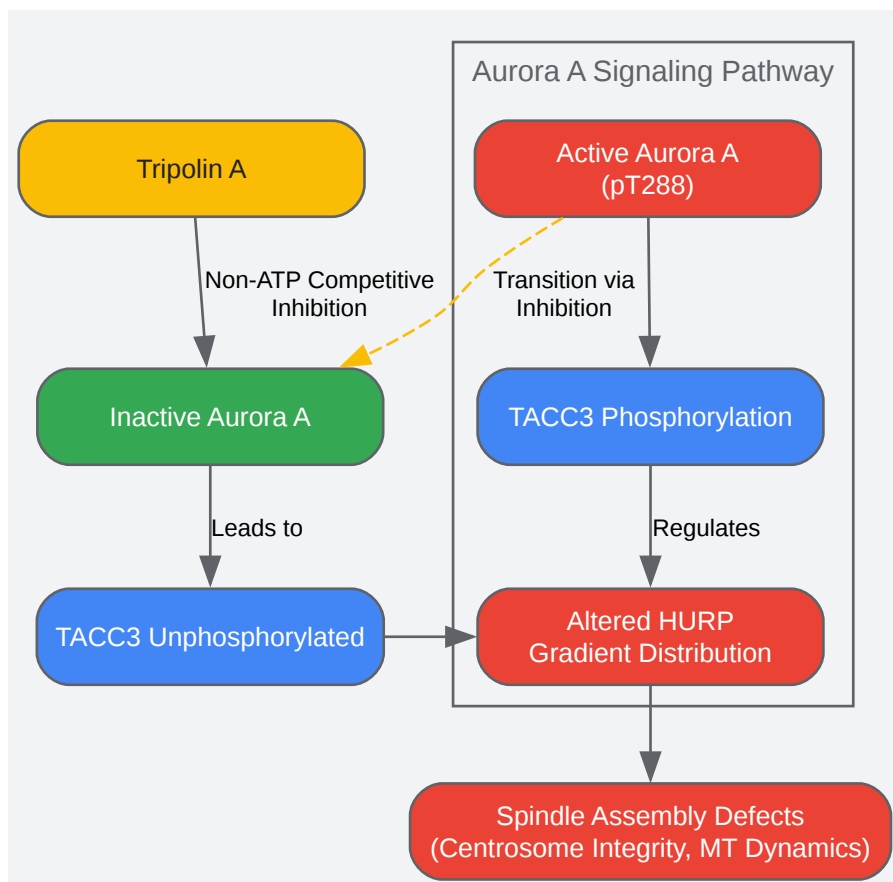 Aurora A Signaling Pathway
Tripolin A
Active Aurora A
(pT288)
Non-ATP Competitive
Inhibition
Transition via
Inhibition
Inactive Aurora A
TACC3 Phosphorylation
Leads to
Regulates
TACC3 Unphosphorylated
Altered HURP
Gradient Distribution
Spindle Assembly Defects
(Centrosome Integrity, MT Dynamics)